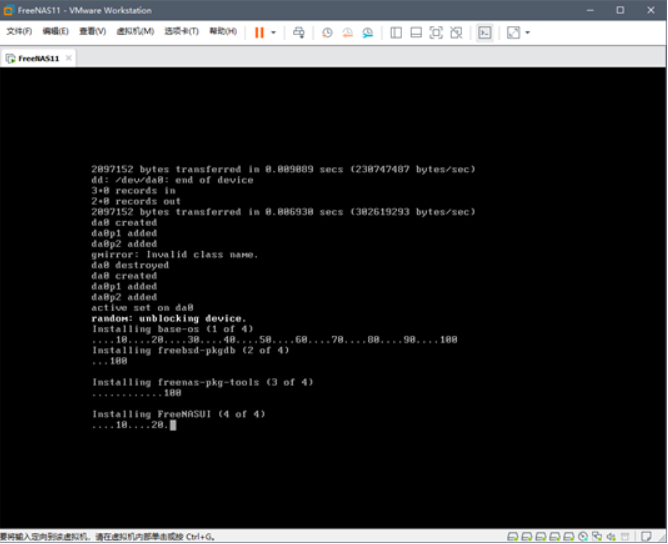 FreeNAS11 - VMware Workstation
文件(F) 编辑(E) 查看(V) 虚拟机(M) 选项卡(T) 帮助(H)
FreeNAS11
2097152 bytes transferred in 0.009089 secs (230747487 bytes/sec)
dd: /dev/da0: end of device
3+0 records in
2+0 records out
2097152 bytes transferred in 0.006930 secs (302619293 bytes/sec)
da0 created
da0p1 added
da0p2 added
gmirror: Invalid class name.
da0 destroyed
da0 created
da0p1 added
da0p2 added
active set on da0
random: unblocking device.
Installing base-os (1 of 4)
....10....20....30....40....50....60....70....80....90....100
Installing freebsd-pkgdb (2 of 4)
...100
Installing freenas-pkg-tools (3 of 4)
............100
Installing FreeNASUI (4 of 4)
....10....20.
要将输入定向到该虚拟机，请在虚拟机内部单击或按 Ctrl+G。